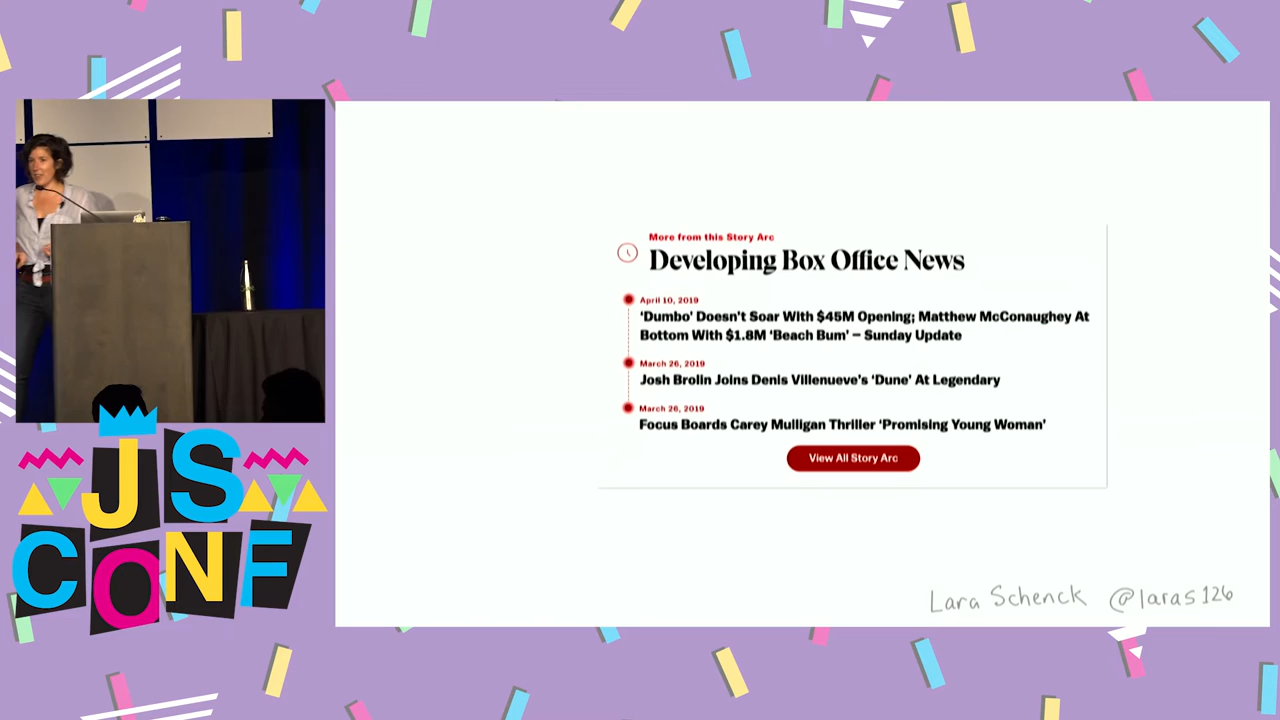 More from this Story Arc
Developing Box Office News
April 10, 2019
‘Dumbo’ Doesn’t Soar With $45M Opening; Matthew McConaughey At
Bottom With $1.8M ‘Beach Bum’ – Sunday Update
March 26, 2019
Josh Brolin Joins Denis Villenueve’s ‘Dune’ At Legendary
March 26, 2019
Focus Boards Carey Mulligan Thriller ‘Promising Young Woman’
View All Story Arc
Lara Schenck @laras126
JS
CONF